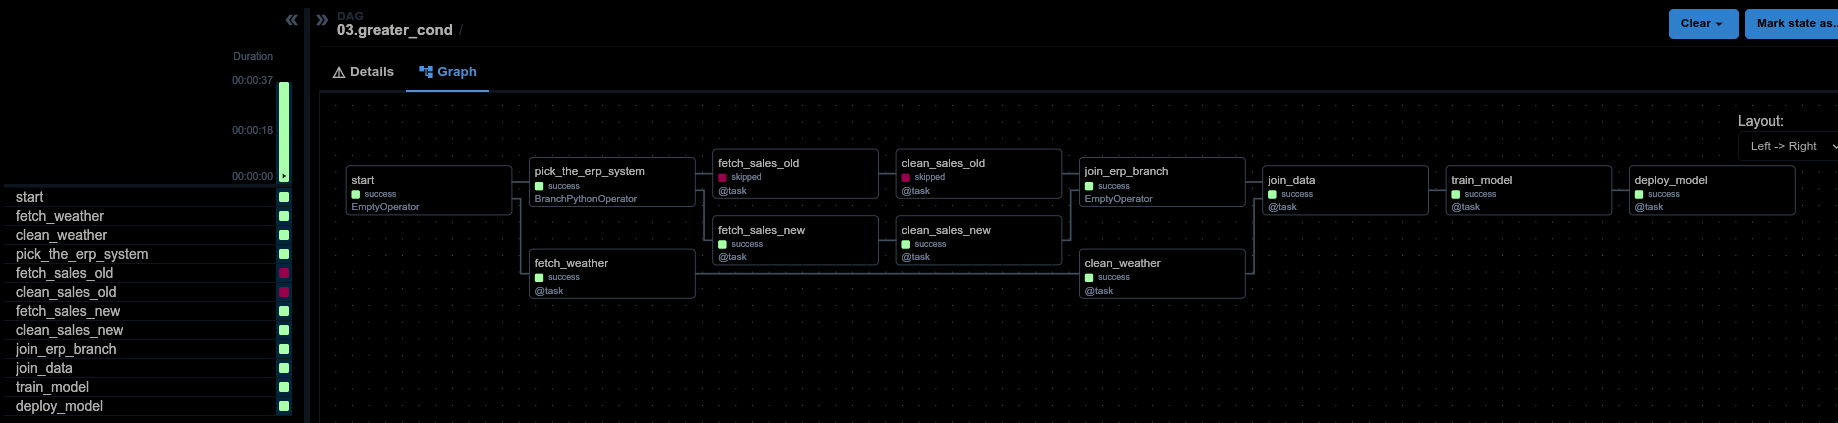 DAG
03.greater_cond /
Clear
Mark state as..
Details
Graph
Duration
00:00:37
00:00:18
00:00:00
start
fetch_weather
clean_weather
pick_the_erp_system
fetch_sales_old
clean_sales_old
fetch_sales_new
clean_sales_new
join_erp_branch
join_data
train_model
deploy_model
Layout:
Left -> Right
start
success
EmptyOperator
pick_the_erp_system
success
BranchPythonOperator
fetch_sales_old
skipped
@task
clean_sales_old
skipped
@task
join_erp_branch
success
EmptyOperator
join_data
success
@task
train_model
success
@task
deploy_model
success
@task
fetch_sales_new
success
@task
clean_sales_new
success
@task
fetch_weather
success
@task
clean_weather
success
@task